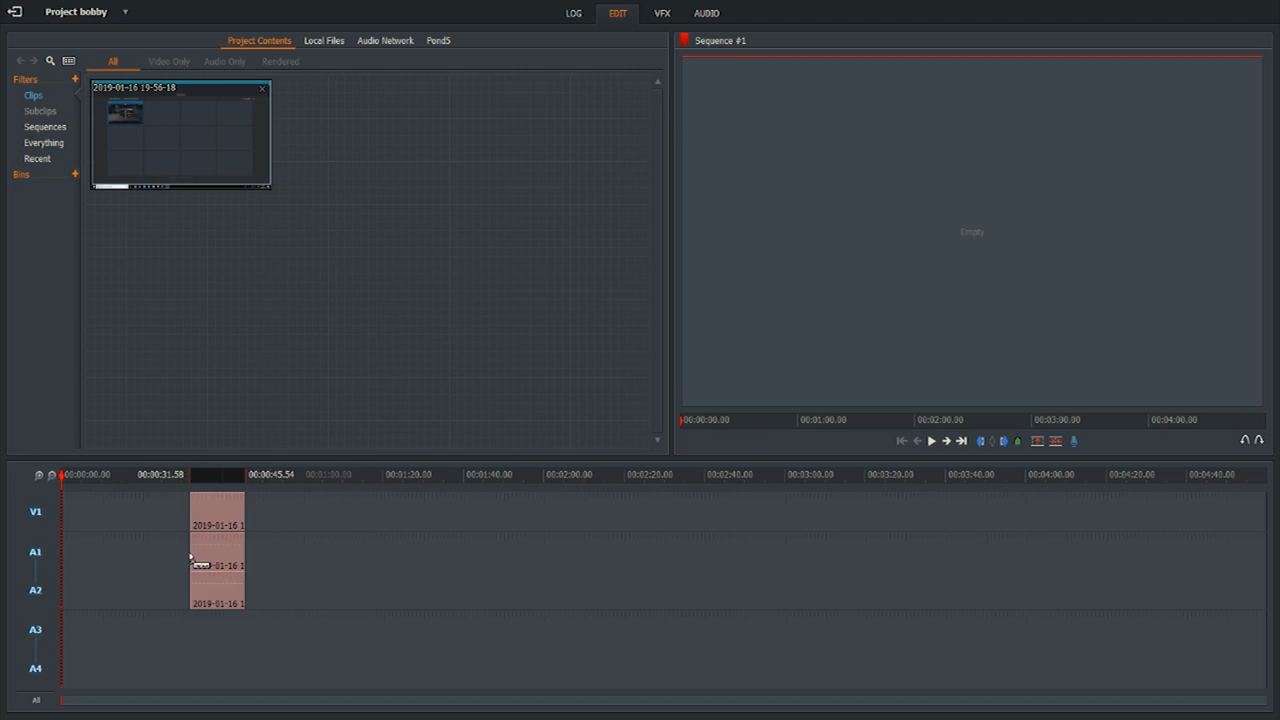 Project bobby
LOG EDIT VFX AUDIO
Project Contents Local Files Audio Network Pond5
All Video Only Audio Only Rendered
Filters
Clips
Subclips
Sequences
Everything
Recent
Bins
2019-01-16 19-56-18
Sequence #1
Empty
00:00:00.00 00:01:00.00 00:02:00.00 00:03:00.00 00:04:00.00
00:00:00.00 00:00:31.58 00:00:45.54 00:01:00.00 00:01:20.00 00:01:40.00 00:02:00.00 00:02:20.00 00:02:40.00 00:03:00.00 00:03:20.00 00:03:40.00 00:04:00.00 00:04:20.00 00:04:40.00
V1
2019-01-16 1
A1
-01-16 1
A2
2019-01-16 1
A3
A4
All